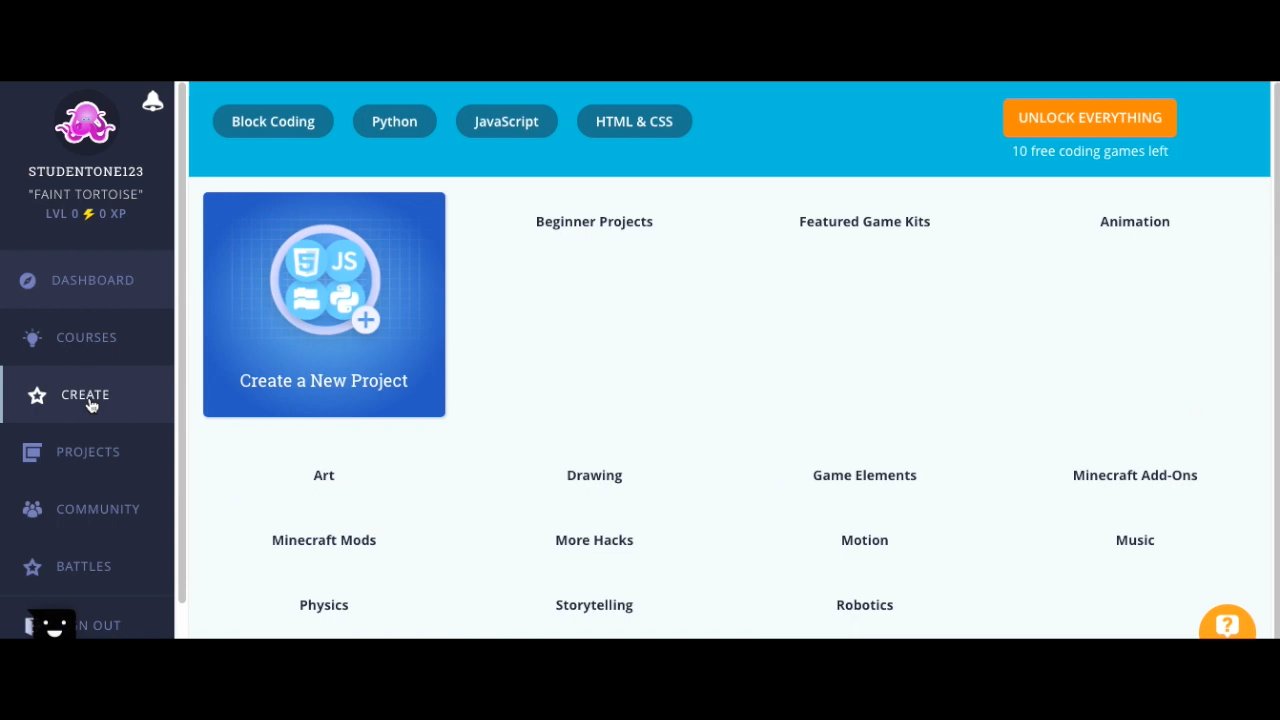 STUDENTONE123
"FAINT TORTOISE"
LVL 0 ⚡ 0 XP
DASHBOARD
COURSES
CREATE
PROJECTS
COMMUNITY
BATTLES
N OUT
Block Coding
Python
JavaScript
HTML & CSS
UNLOCK EVERYTHING
10 free coding games left
JS
Create a New Project
Beginner Projects
Featured Game Kits
Animation
Art
Drawing
Game Elements
Minecraft Add-Ons
Minecraft Mods
More Hacks
Motion
Music
Physics
Storytelling
Robotics